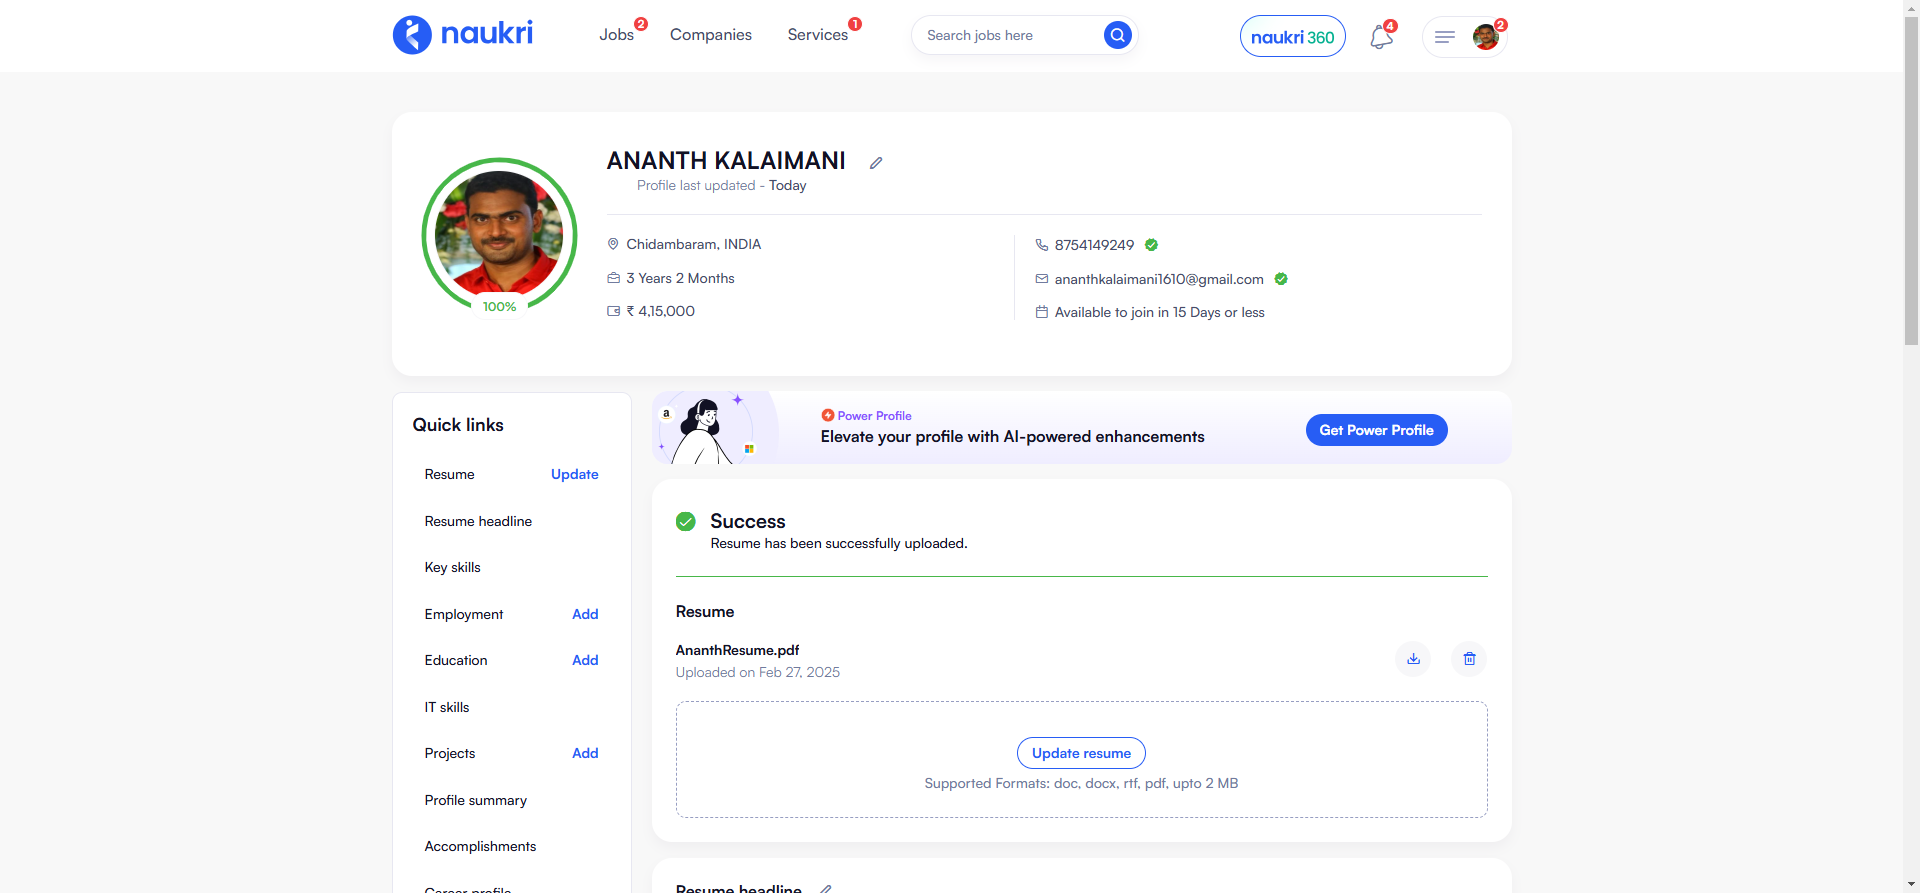 naukri
Jobs 2
Companies
Services 1
Search jobs here
naukri 360
4
2
ANANTH KALAIMANI
Profile last updated - Today
100%
Chidambaram, INDIA
3 Years 2 Months
₹ 4,15,000
8754149249
ananthkalaimani1610@gmail.com
Available to join in 15 Days or less
Quick links
Resume Update
Resume headline
Key skills
Employment Add
Education Add
IT skills
Projects Add
Profile summary
Accomplishments
Career profile
a
Power Profile
Elevate your profile with AI-powered enhancements
Get Power Profile
Success
Resume has been successfully uploaded.
Resume
AnanthResume.pdf
Uploaded on Feb 27, 2025
Update resume
Supported Formats: doc, docx, rtf, pdf, upto 2 MB
Resume headline